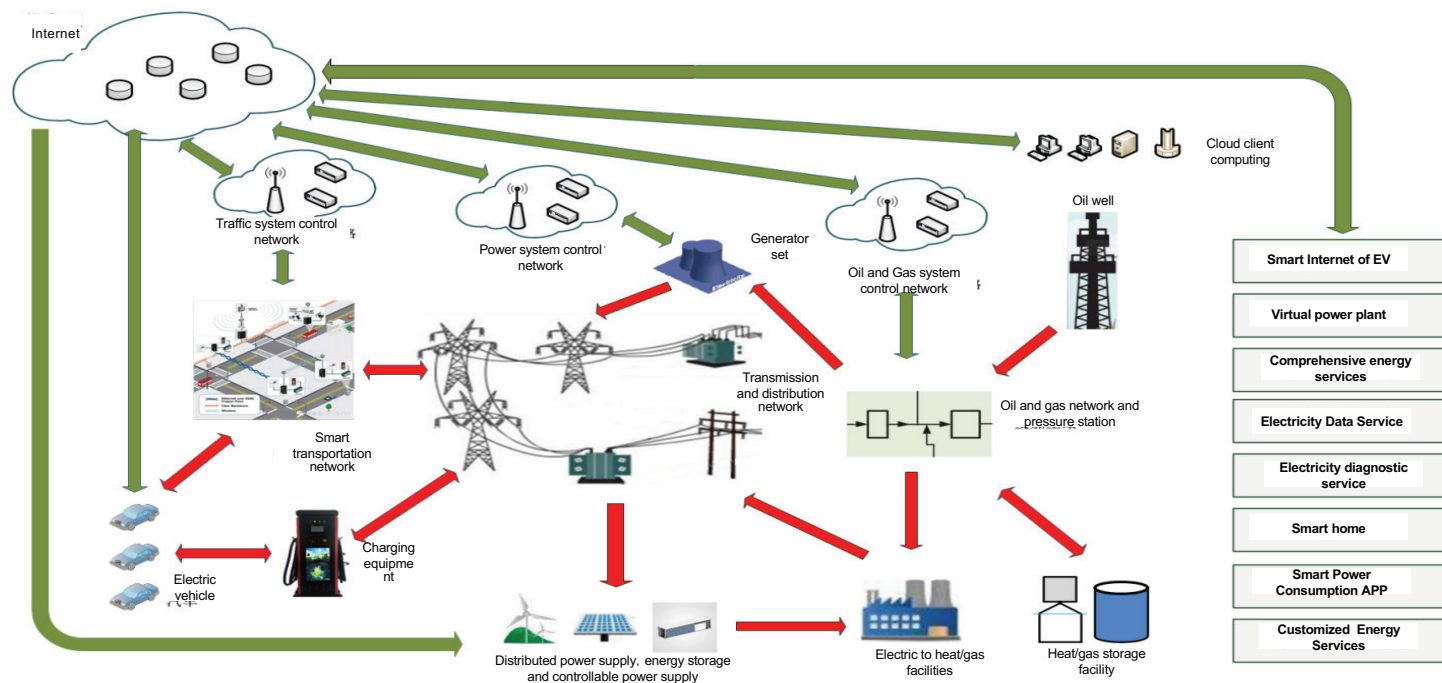 Internet
Cloud client
computing
Traffic system control
network
Power system control
network
Generator
set
Oil and Gas system
control network
Oil well
Smart Internet of EV
Virtual power plant
Comprehensive energy
services
Electricity Data Service
Electricity diagnostic
service
Smart home
Smart Power
Consumption APP
Customized Energy
Services
Transmission
and distribution
network
Oil and gas network and
pressure station
Smart
transportation
network
Charging
equipme
nt
Electric
vehicle
Distributed power supply, energy storage
and controllable power supply
Electric to heat/gas
facilities
Heat/gas storage
facility